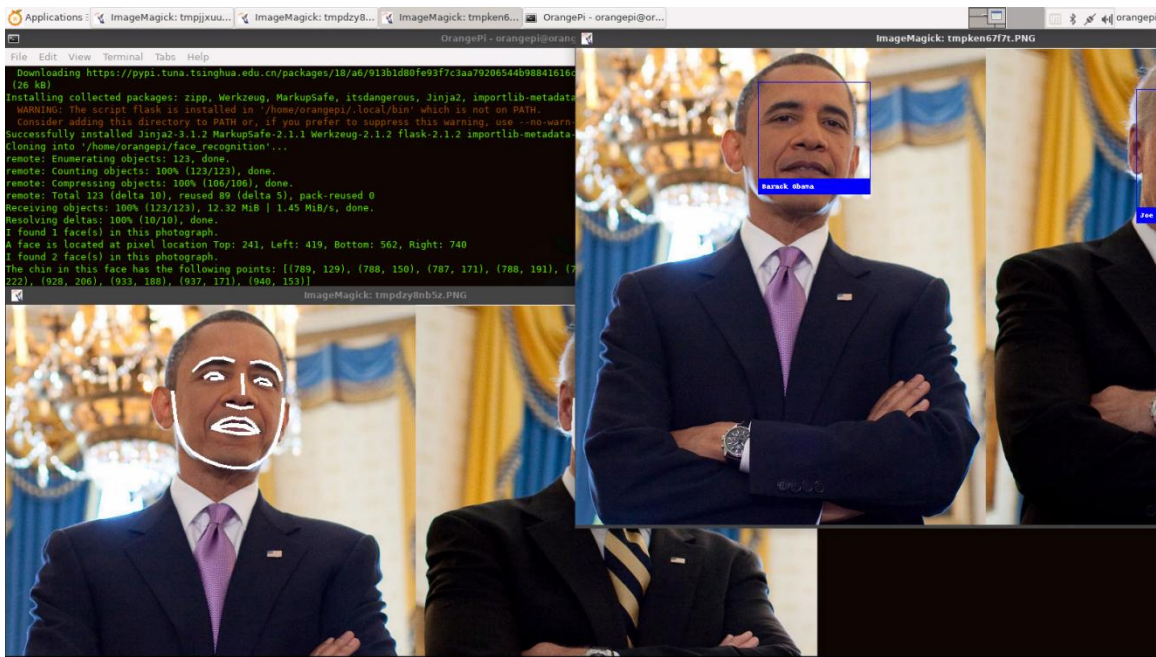 Applications
ImageMagick: tmpjjxuu...
ImageMagick: tmpdzy8...
ImageMagick: tmpken6...
OrangePi - orangepi@or...
orangepi
OrangePi - orangepi@orang
File Edit View Terminal Tabs Help
Downloading https://pypi.tuna.tsinghua.edu.cn/packages/18/a6/913b1d80fe93f7c3aa79206544b98841616c
(26 kB)
Installing collected packages: zipp, Werkzeug, MarkupSafe, itsdangerous, Jinja2, importlib-metadata
WARNING: The script flask is installed in '/home/orangepi/.local/bin' which is not on PATH.
Consider adding this directory to PATH or, if you prefer to suppress this warning, use --no-warn-
Successfully installed Jinja2-3.1.2 MarkupSafe-2.1.1 Werkzeug-2.1.2 flask-2.1.2 importlib-metadata-
Cloning into '/home/orangepi/face_recognition'...
remote: Enumerating objects: 123, done.
remote: Counting objects: 100% (123/123), done.
remote: Compressing objects: 100% (106/106), done.
remote: Total 123 (delta 10), reused 89 (delta 5), pack-reused 0
Receiving objects: 100% (123/123), 12.32 MiB | 1.45 MiB/s, done.
Resolving deltas: 100% (10/10), done.
I found 1 face(s) in this photograph.
A face is located at pixel location Top: 241, Left: 419, Bottom: 562, Right: 740
I found 2 face(s) in this photograph.
The chin in this face has the following points: [(789, 129), (788, 150), (787, 171), (788, 191), (7
222), (928, 206), (933, 188), (937, 171), (940, 153)]
ImageMagick: tmpdzy8nb5z.PNG
ImageMagick: tmpken67f7t.PNG
Barack Obama
Joe